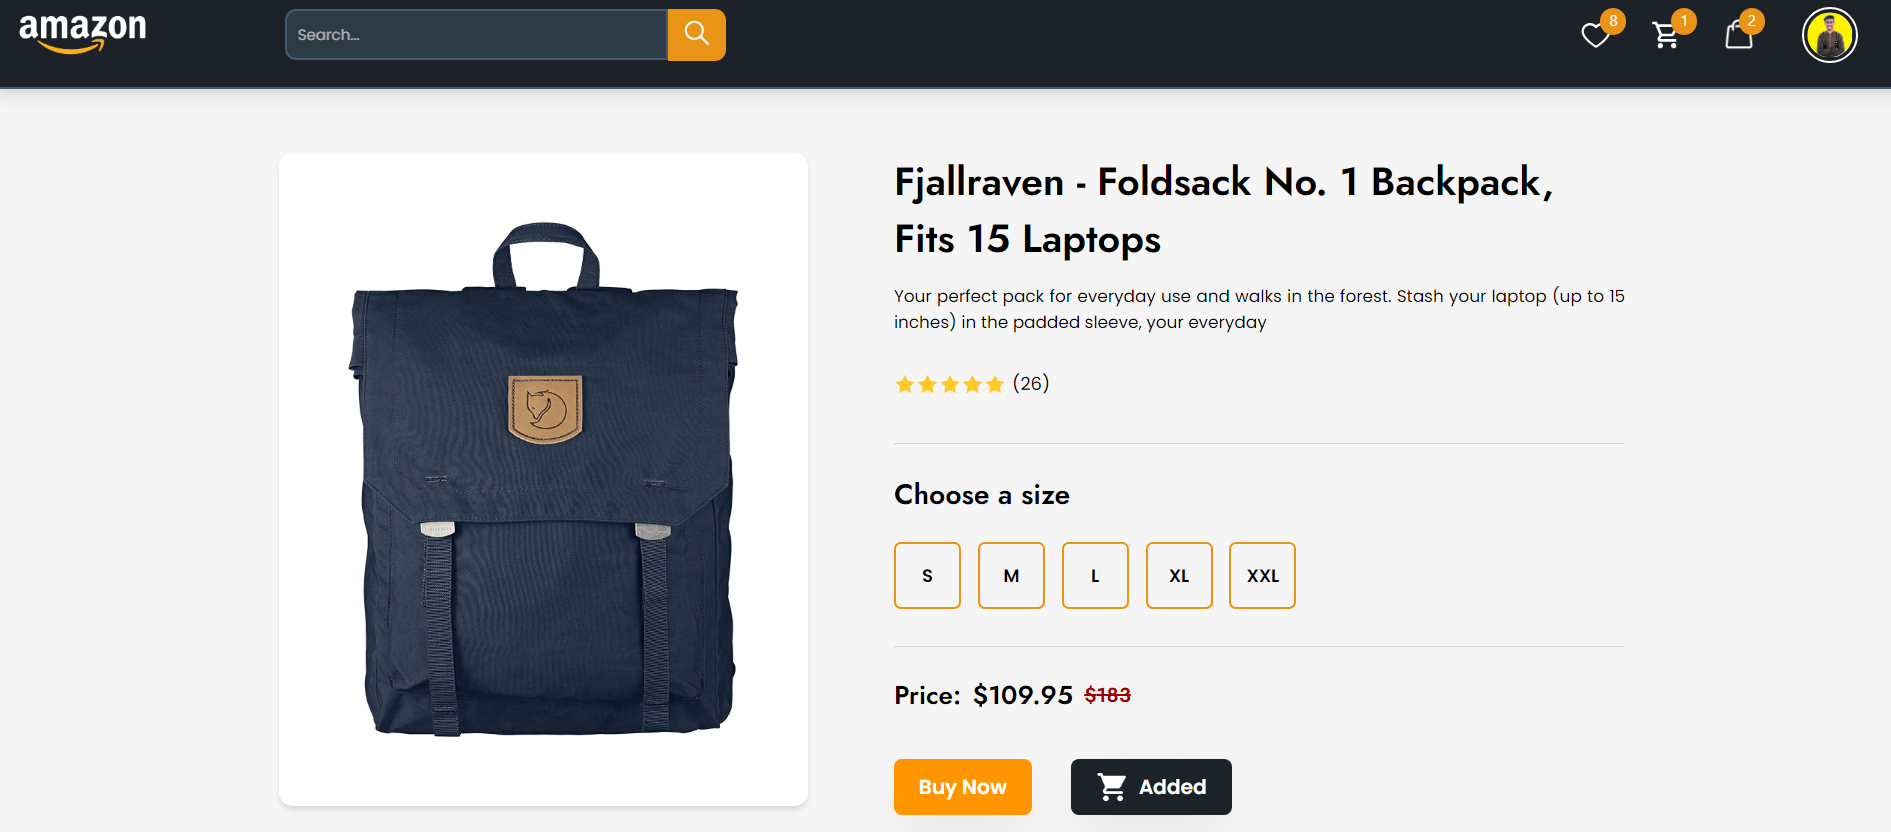 amazon
Search...
8
1
2
Fjallraven - Foldsack No. 1 Backpack,
Fits 15 Laptops
Your perfect pack for everyday use and walks in the forest. Stash your laptop (up to 15
inches) in the padded sleeve, your everyday
(26)
Choose a size
S M L XL XXL
Price: $109.95 $183
Buy Now
Added